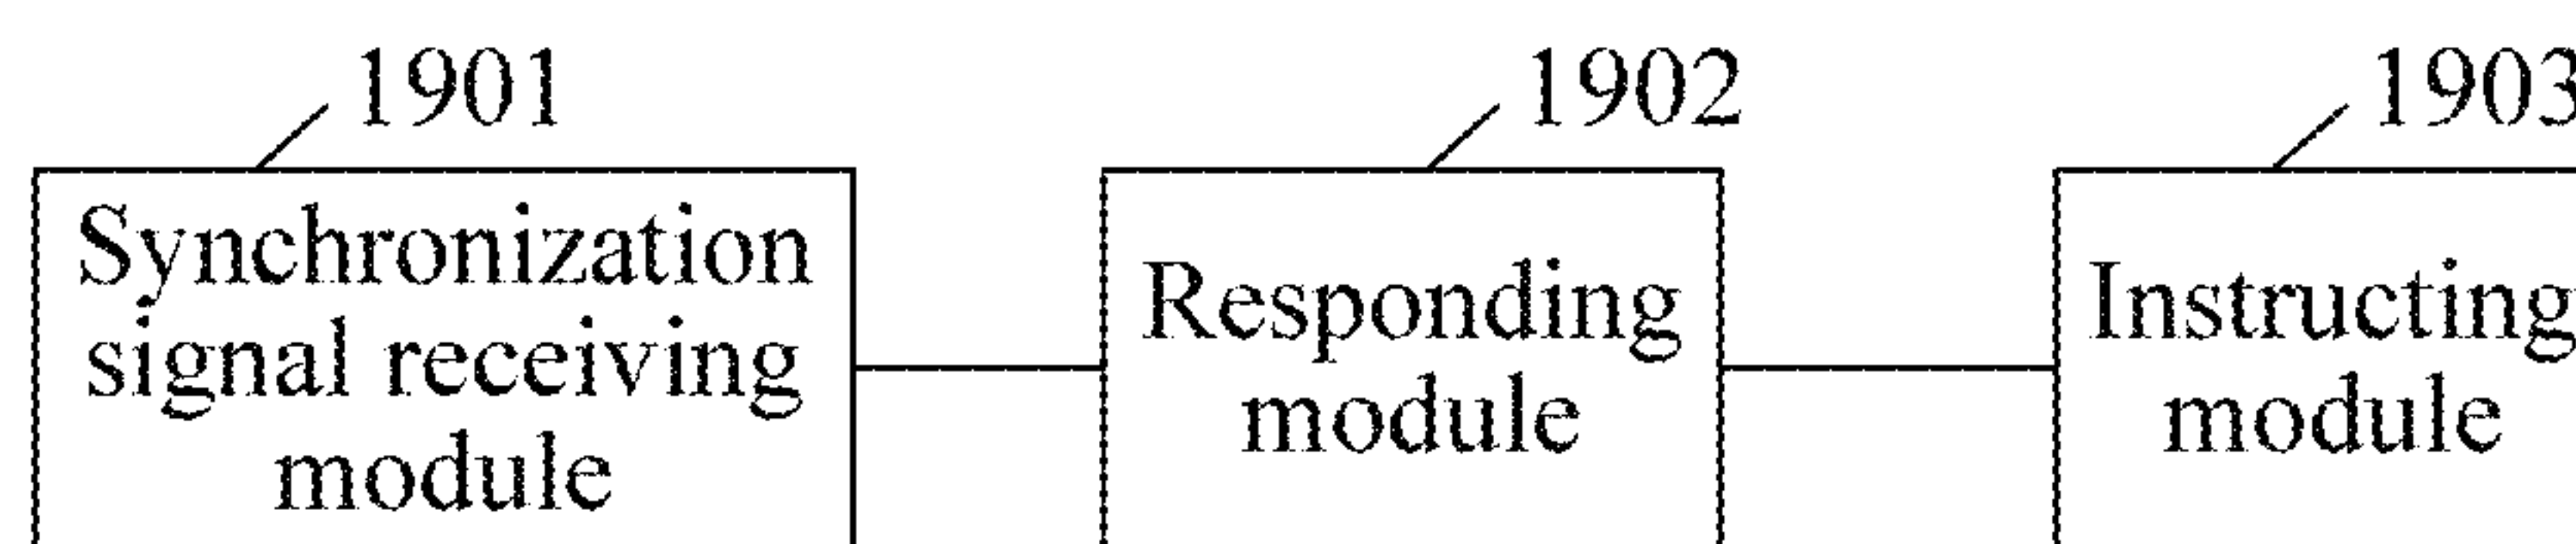 1901
1902
1903
Synchronization
signal receiving
module
Responding
module
Instructing
module